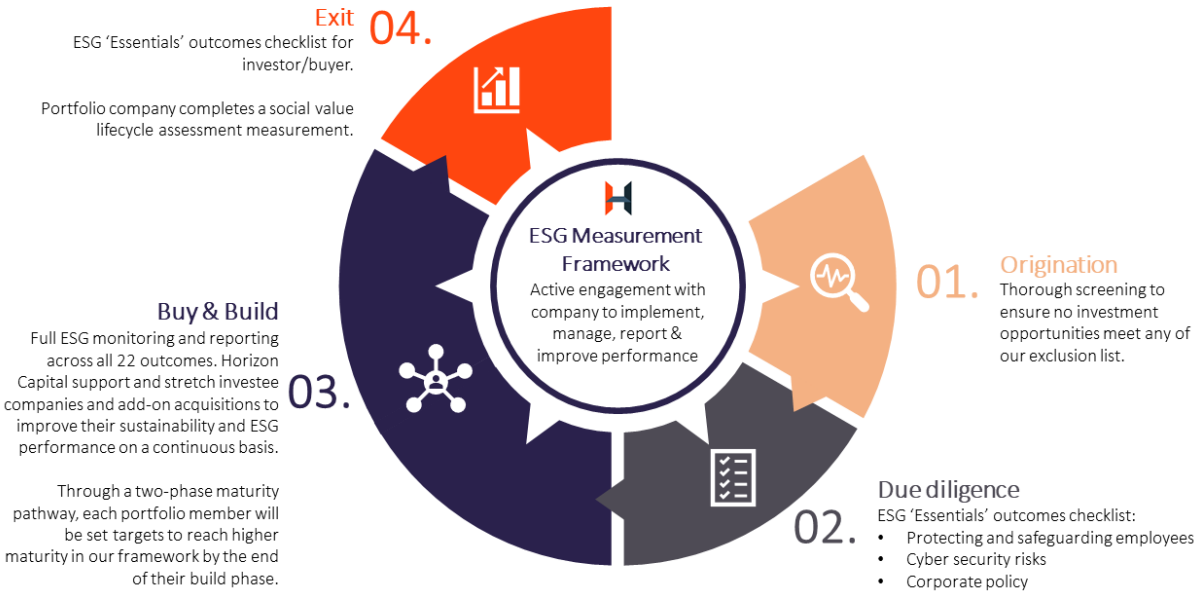 Exit
04.
ESG ‘Essentials’ outcomes checklist for
investor/buyer.
Portfolio company completes a social value
lifecycle assessment measurement.
ESG Measurement
Framework
Active engagement with
company to implement,
manage, report &
improve performance
01.
Origination
Thorough screening to
ensure no investment
opportunities meet any of
our exclusion list.
Buy & Build
Full ESG monitoring and reporting
across all 22 outcomes. Horizon
Capital support and stretch investee
companies and add-on acquisitions to
improve their sustainability and ESG
performance on a continuous basis.
03.
Through a two-phase maturity
pathway, each portfolio member will
be set targets to reach higher
maturity in our framework by the end
of their build phase.
02.
Due diligence
ESG ‘Essentials’ outcomes checklist:
• Protecting and safeguarding employees
• Cyber security risks
• Corporate policy